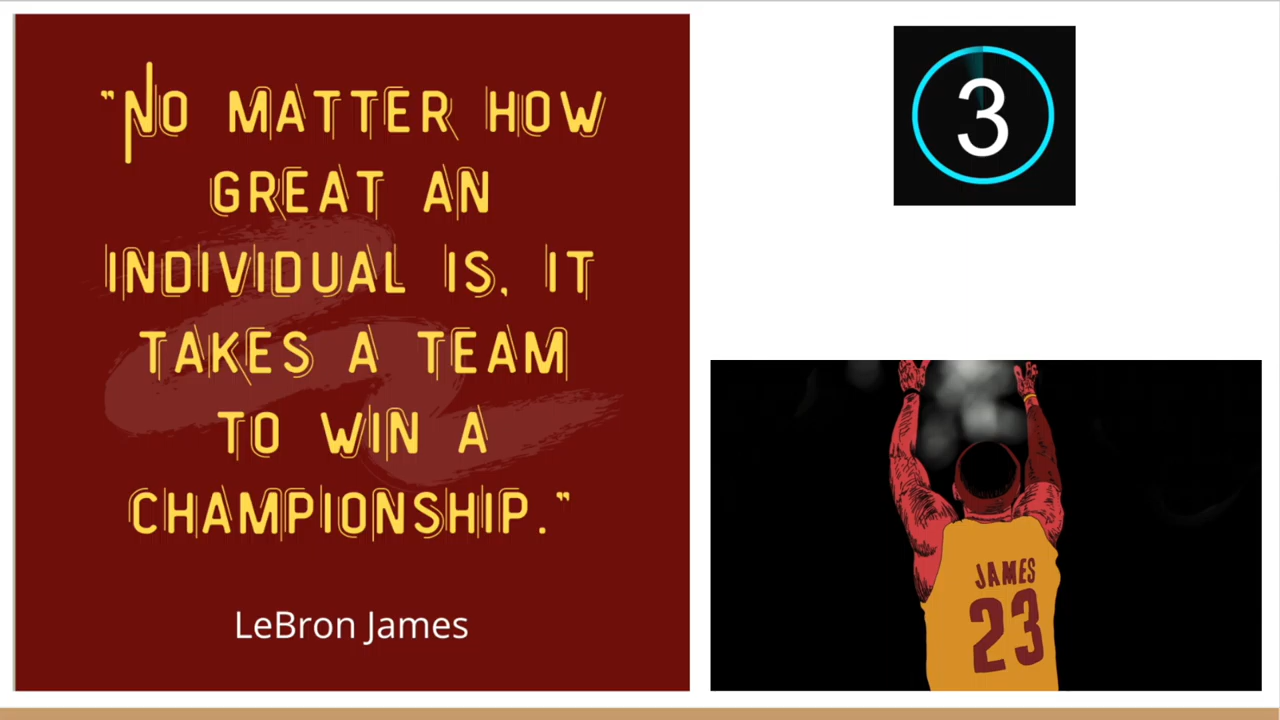 "No MATTER HOW
GREAT AN
INDIVIDUAL IS, IT
TAKES A TEAM
TO WIN A
CHAMPIONSHIP."
LeBron James
3
JAMES
23